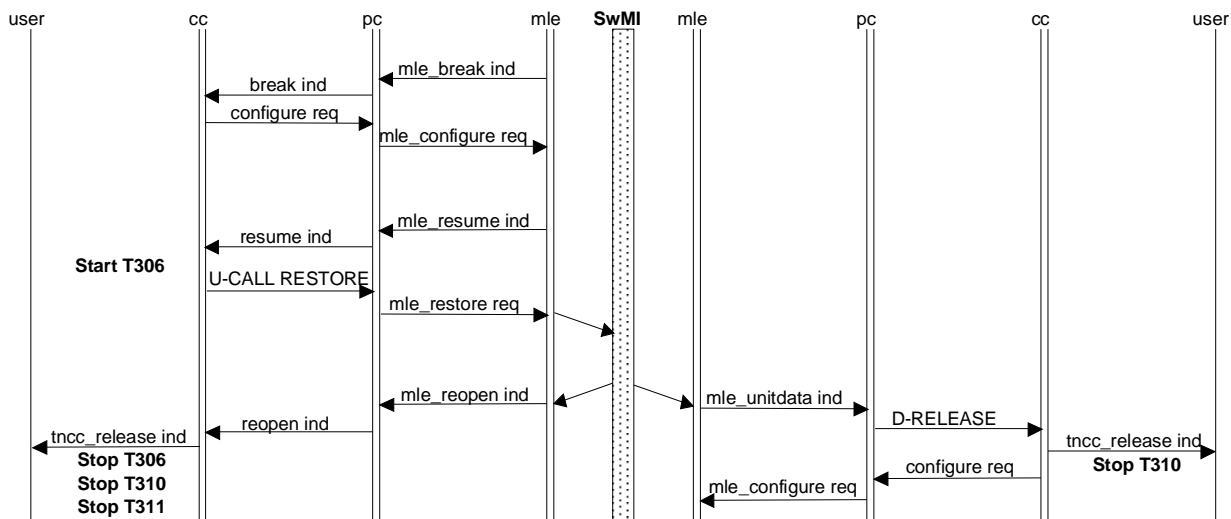 user cc pc mle SwMI mle pc cc user
mle_break ind
break ind
configure req
mle_configure req
mle_resume ind
resume ind
Start T306
U-CALL RESTORE
mle_restore req
mle_reopen ind mle_unitdata ind
reopen ind D-RELEASE
tncc_release ind tncc_release ind
Stop T306 configure req Stop T310
Stop T310 mle_configure req
Stop T311